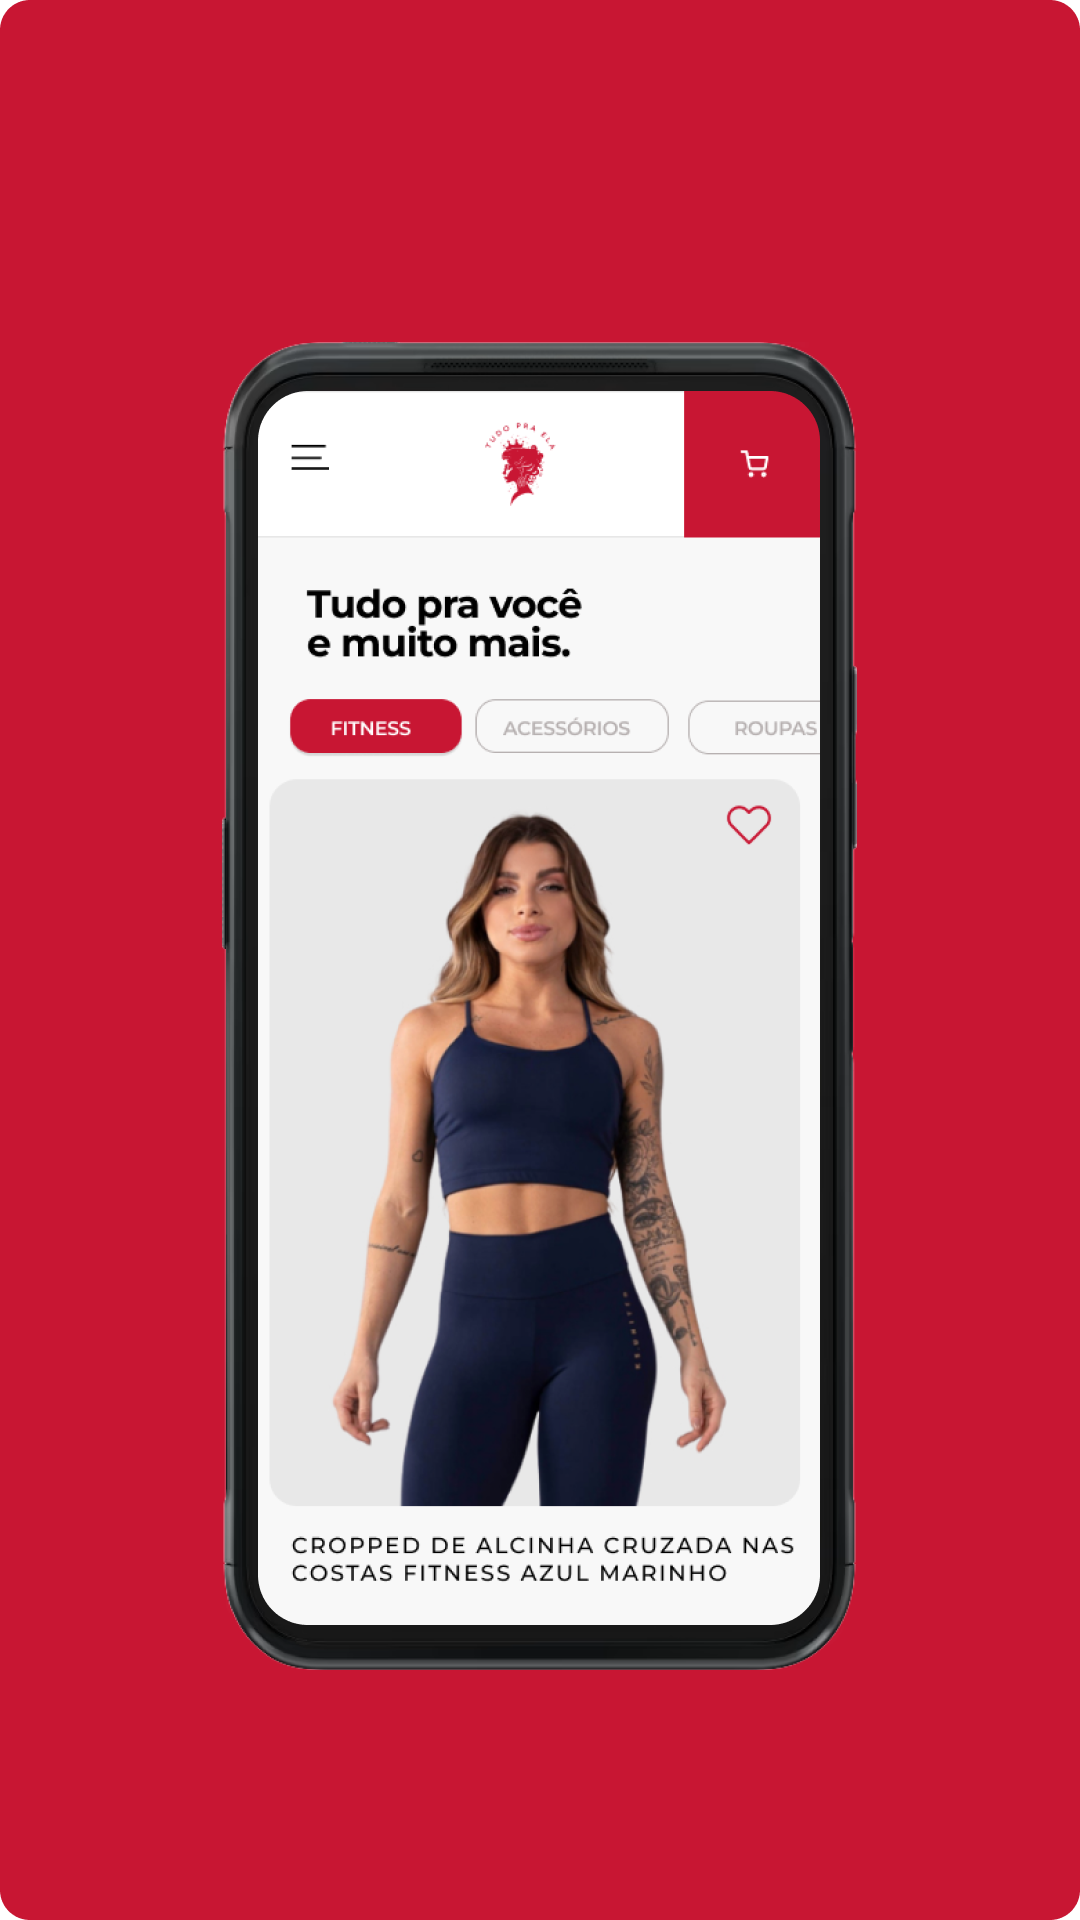 TUDO PRA ELA
Tudo pra você
e muito mais.
FITNESS
ACESSÓRIOS
ROUPAS
CROPPED DE ALCINHA CRUZADA NAS
COSTAS FITNESS AZUL MARINHO